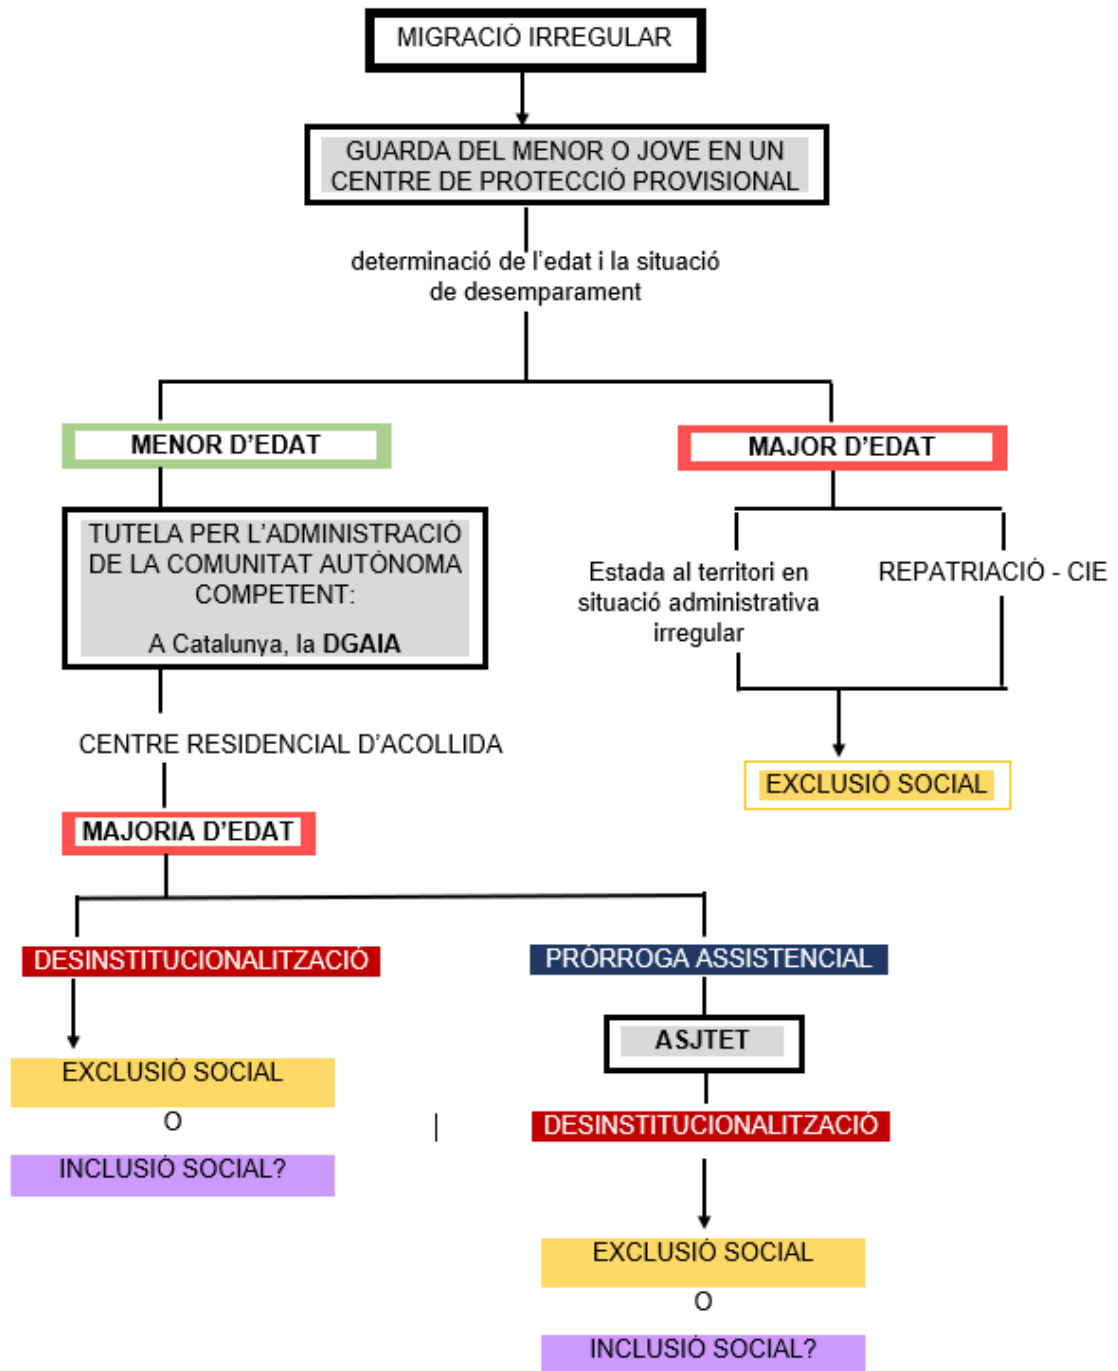 MIGRACIÓ IRREGULAR
GUARDA DEL MENOR O JOVE EN UN
CENTRE DE PROTECCIÓ PROVISIONAL
determinació de l'edat i la situació
de desemparament
MENOR D'EDAT
MAJOR D'EDAT
TUTELA PER L'ADMINISTRACIÓ
DE LA COMUNITAT AUTÒNOMA
COMPETENT:
A Catalunya, la DGAIA
Estada al territori en
situació administrativa
irregular
REPATRIACIÓ - CIE
CENTRE RESIDENCIAL D'ACOLLIDA
EXCLUSIÓ SOCIAL
MAJORIA D'EDAT
DESINSTITUCIONALITZACIÓ
PRÒRROGA ASSISTENCIAL
ASJTET
EXCLUSIÓ SOCIAL
O
INCLUSIÓ SOCIAL?
DESINSTITUCIONALITZACIÓ
EXCLUSIÓ SOCIAL
O
INCLUSIÓ SOCIAL?